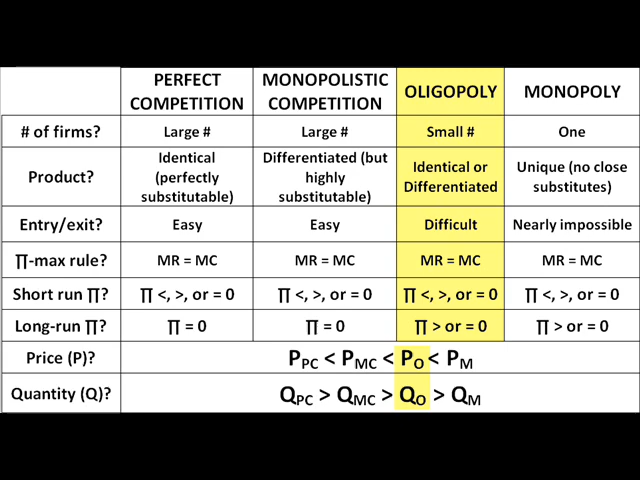 PERFECT COMPETITION MONOPOLISTIC COMPETITION OLIGOPOLY MONOPOLY
# of firms? Large # Large # Small # One
Product? Identical (perfectly substitutable) Differentiated (but highly substitutable) Identical or Differentiated Unique (no close substitutes)
Entry/exit? Easy Easy Difficult Nearly impossible
∏-max rule? MR = MC MR = MC MR = MC MR = MC
Short run ∏? ∏ <, >, or = 0 ∏ <, >, or = 0 ∏ <, >, or = 0 ∏ <, >, or = 0
Long-run ∏? ∏ = 0 ∏ = 0 ∏ > or = 0 ∏ > or = 0
Price (P)? PPC < PMC < PO < PM
Quantity (Q)? QPC > QMC > QO > QM